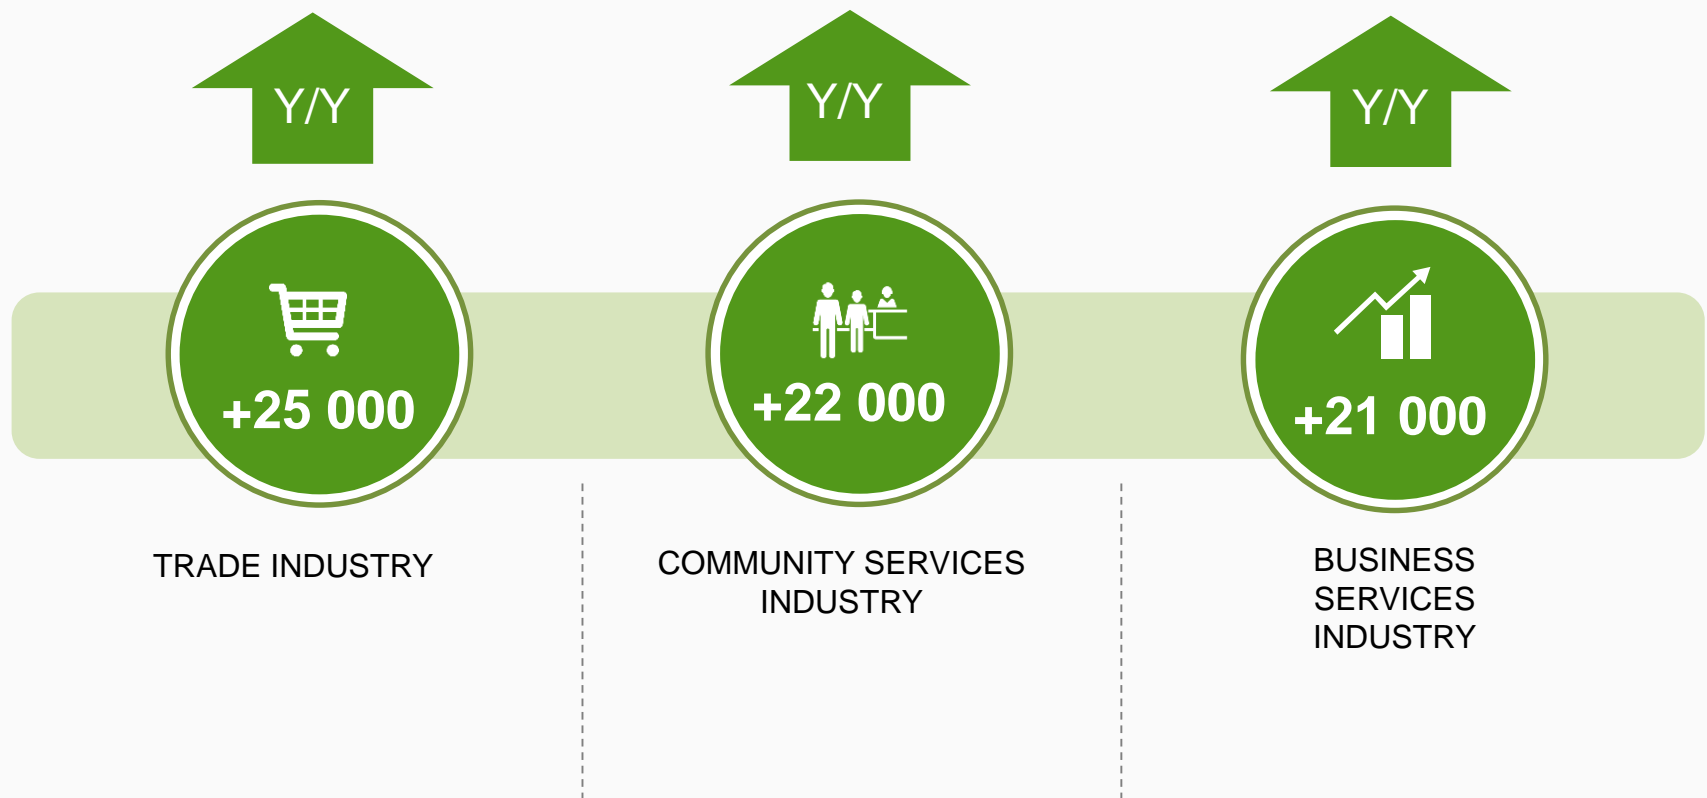 Y/Y
Y/Y
Y/Y
+25 000
+22 000
+21 000
TRADE INDUSTRY
COMMUNITY SERVICES
INDUSTRY
BUSINESS
SERVICES
INDUSTRY